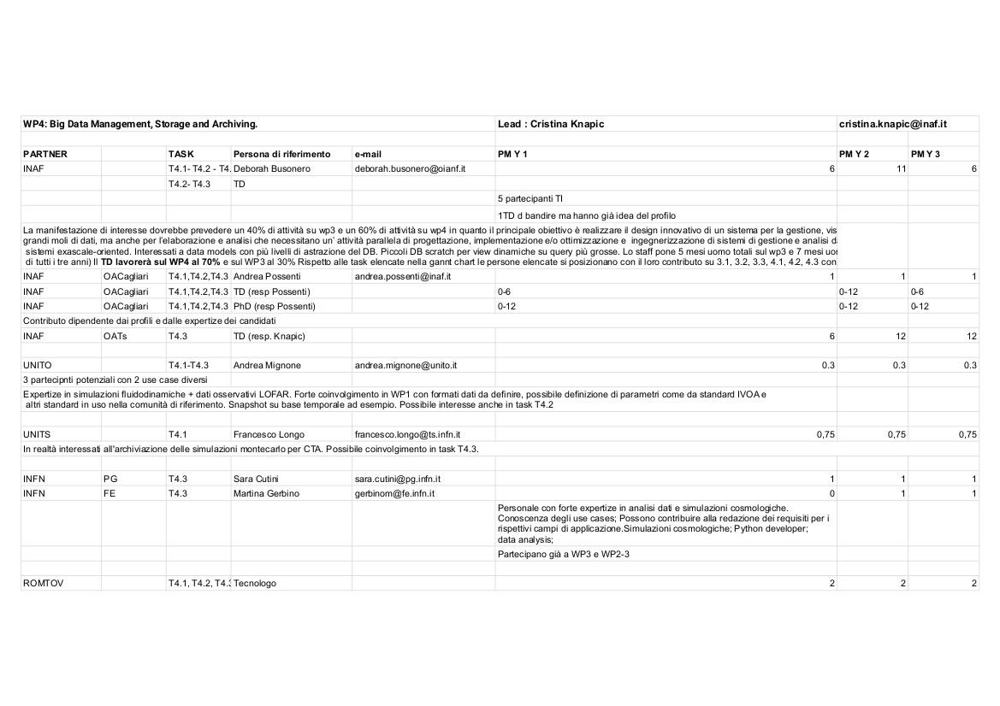 WP4: Big Data Management, Storage and Archiving. Lead : Cristina Knapic cristina.knapic@inaf.it
PARTNER TASK Persona di riferimento e-mail PM Y 1 PM Y 2 PM Y 3
INAF T4.1- T4.2 - T4. Deborah Busonero deborah.busonero@oianf.it 6 11 6
T4.2- T4.3 TD
5 partecipanti TI
1TD d bandire ma hanno già idea del profilo
La manifestazione di interesse dovrebbe prevedere un 40% di attività su wp3 e un 60% di attività su wp4 in quanto il principale obiettivo è realizzare il design innovativo di un sistema per la gestione, vis
grandi moli di dati, ma anche per l'elaborazione e analisi che necessitano un' attività parallela di progettazione, implementazione e/o ottimizzazione e ingegnerizzazione di sistemi di gestione e analisi da
sistemi exascale-oriented. Interessati a data models con più livelli di astrazione del DB. Piccoli DB scratch per view dinamiche su query più grosse. Lo staff pone 5 mesi uomo totali sul wp3 e 7 mesi uor
di tutti i tre anni) Il TD lavorerà sul WP4 al 70% e sul WP3 al 30% Rispetto alle task elencate nella gannt chart le persone elencate si posizionano con il loro contributo su 3.1, 3.2, 3.3, 4.1, 4.2, 4.3 con
INAF OACagliari T4.1,T4.2,T4.3 Andrea Possenti andrea.possenti@inaf.it 1 1 1
INAF OACagliari T4.1,T4.2,T4.3 TD (resp Possenti) 0-6 0-12 0-6
INAF OACagliari T4.1,T4.2,T4.3 PhD (resp Possenti) 0-12 0-12 0-12
Contributo dipendente dai profili e dalle expertize dei candidati
INAF OATs T4.3 TD (resp. Knapic) 6 12 12
UNITO T4.1-T4.3 Andrea Mignone andrea.mignone@unito.it 0.3 0.3 0.3
3 partecipnti potenziali con 2 use case diversi
Expertize in simulazioni fluidodinamiche + dati osservativi LOFAR. Forte coinvolgimento in WP1 con formati dati da definire, possibile definizione di parametri come da standard IVOA e
altri standard in uso nella comunità di riferimento. Snapshot su base temporale ad esempio. Possibile interesse anche in task T4.2
UNITS T4.1 Francesco Longo francesco.longo@ts.infn.it 0,75 0,75 0,75
In realtà interessati all'archiviazione delle simulazioni montecarlo per CTA. Possibile coinvolgimento in task T4.3.
INFN PG T4.3 Sara Cutini sara.cutini@pg.infn.it 1 1 1
INFN FE T4.3 Martina Gerbino gerbinom@fe.infn.it 0 1 1
Personale con forte expertize in analisi dati e simulazioni cosmologiche.
Conoscenza degli use cases; Possono contribuire alla redazione dei requisiti per i
rispettivi campi di applicazione.Simulazioni cosmologiche; Python developer;
data analysis;
Partecipano già a WP3 e WP2-3
ROMTOV T4.1, T4.2, T4.3 Tecnologo 2 2 2